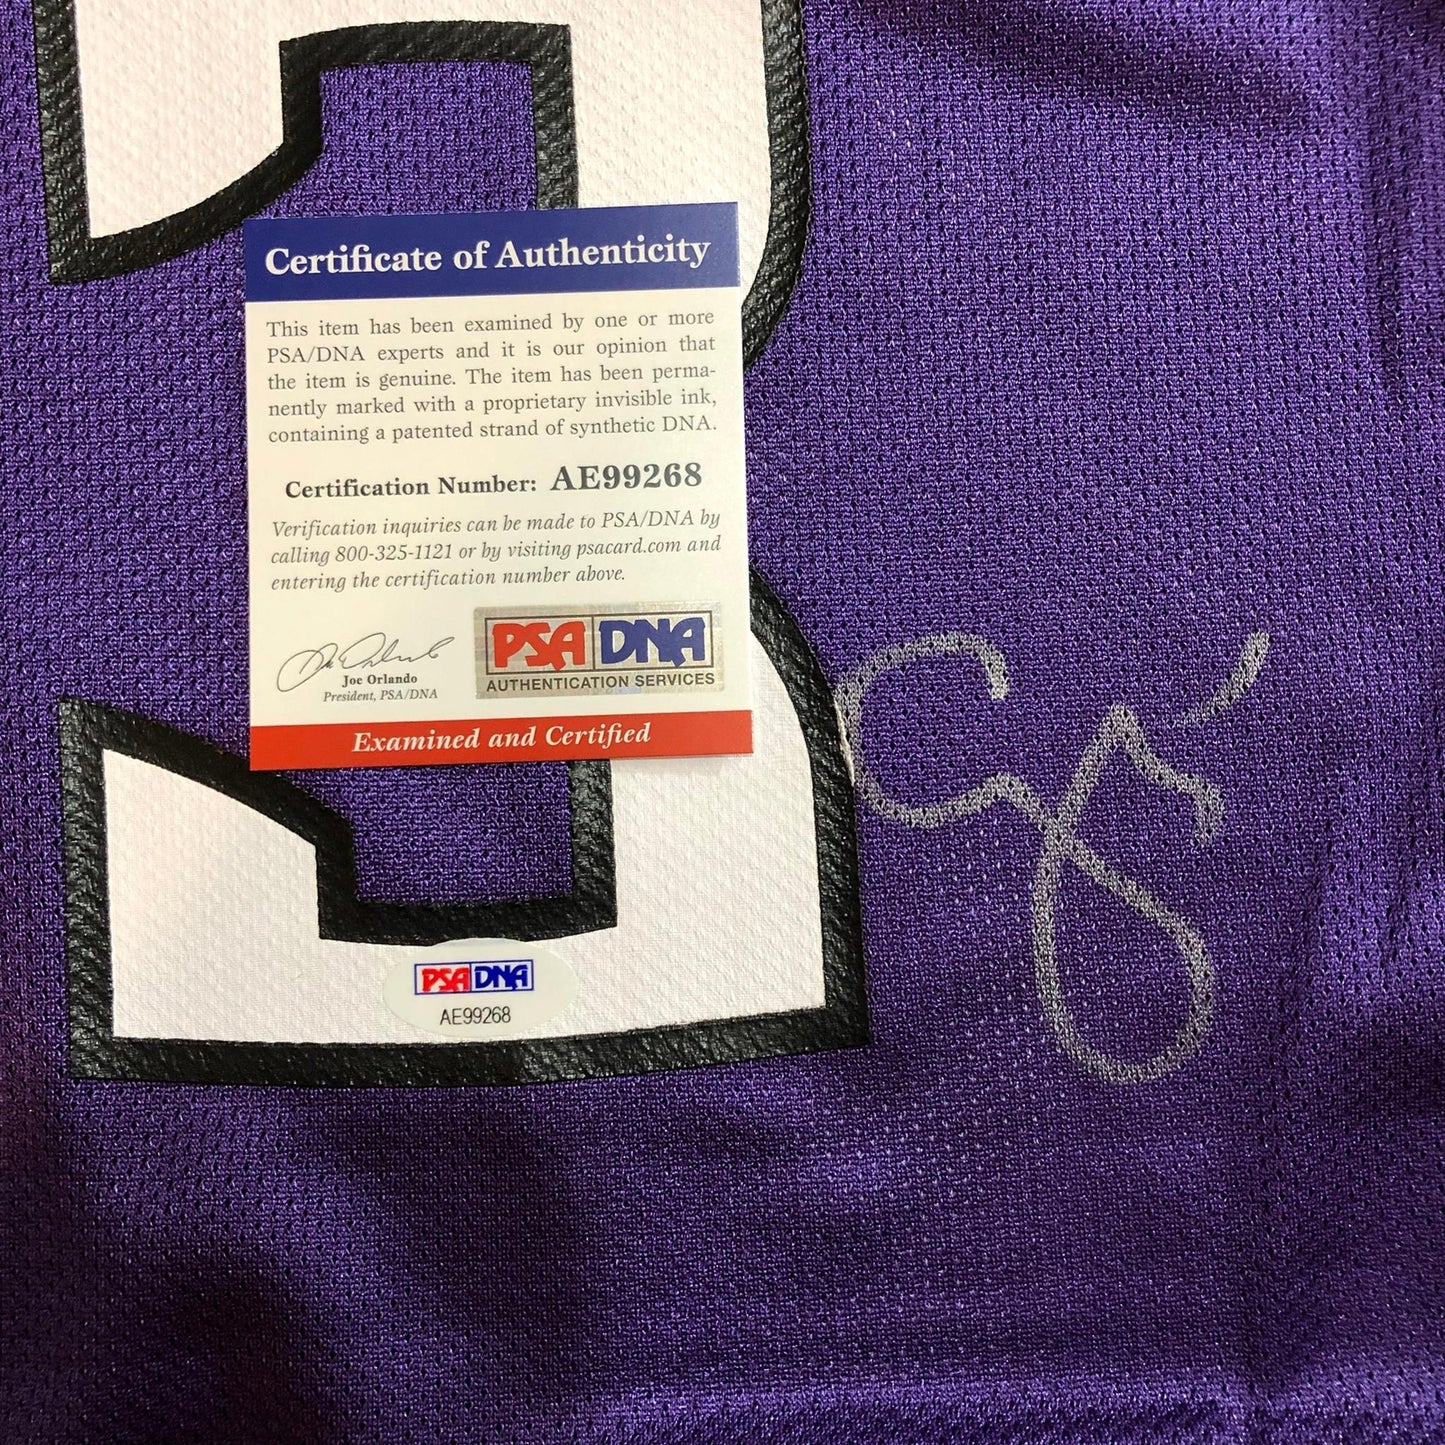 Certificate of Authenticity
This item has been examined by one or more
PSA/DNA experts and it is our opinion that
the item is genuine. The item has been perma-
nently marked with a proprietary invisible ink,
containing a patented strand of synthetic DNA.
Certification Number: AE99268
Verification inquiries can be made to PSA/DNA by
calling 800-325-1121 or by visiting psacard.com and
entering the certification number above.
Joe Orlando
President, PSA/DNA
PSA DNA
AUTHENTICATION SERVICES
Examined and Certified
PSA DNA
AE99268
3